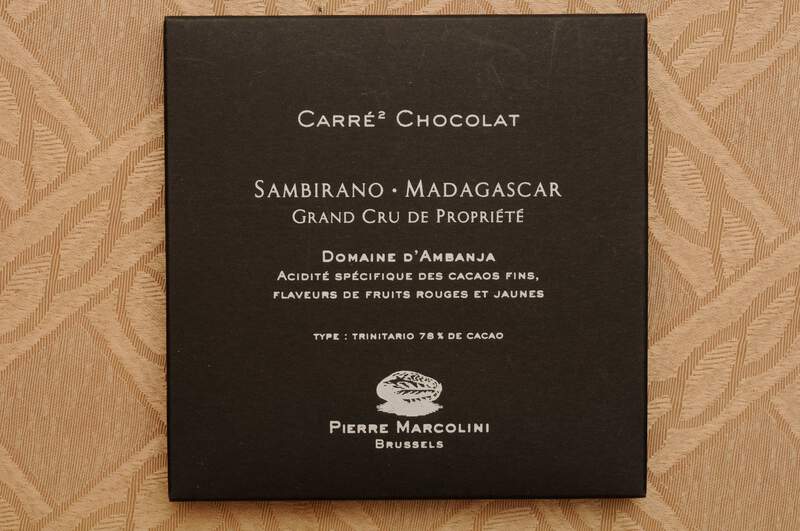 Carré² Chocolat
Sambirano · Madagascar
Grand Cru de Propriété
Domaine d'Ambanja
Acidité spécifique des cacaos fins,
flaveurs de fruits rouges et jaunes
type : trinitario 78 % de cacao
Pierre Marcolini
Brussels